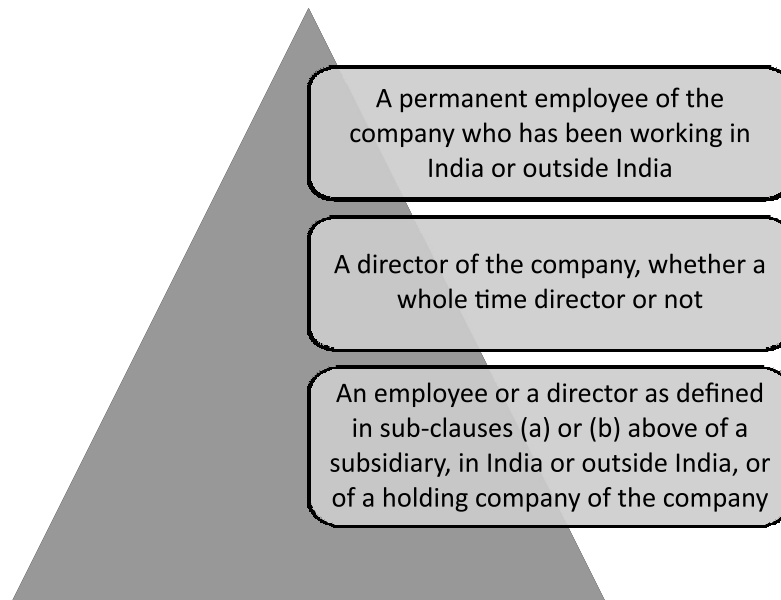 A permanent employee of the
company who has been working in
India or outside India
A director of the company, whether a
whole time director or not
An employee or a director as defined
in sub-clauses (a) or (b) above of a
subsidiary, in India or outside India, or
of a holding company of the company